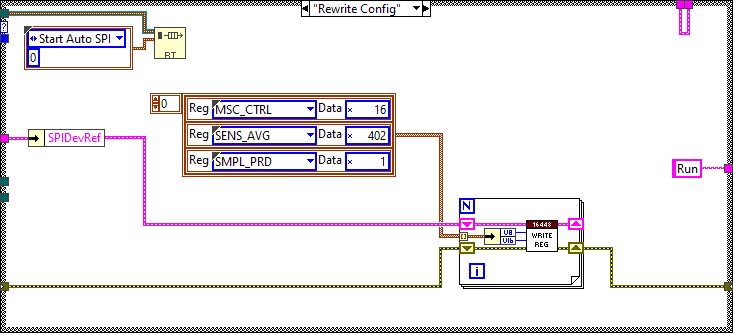 "Rewrite Config"
?
Start Auto SPI
0
RT
0
Reg MSC_CTRL Data × 16
Reg SENS_AVG Data × 402
Reg SMPL_PRD Data × 1
SPIDevRef
Run
N
16448
U8
U16
WRITE
REG
i